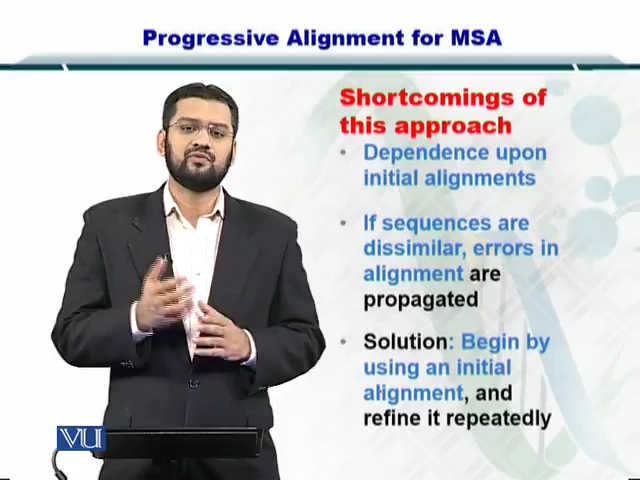 Progressive Alignment for MSA
Shortcomings of
this approach
• Dependence upon
initial alignments
• If sequences are
dissimilar, errors in
alignment are
propagated
• Solution: Begin by
using an initial
alignment, and
refine it repeatedly
VU